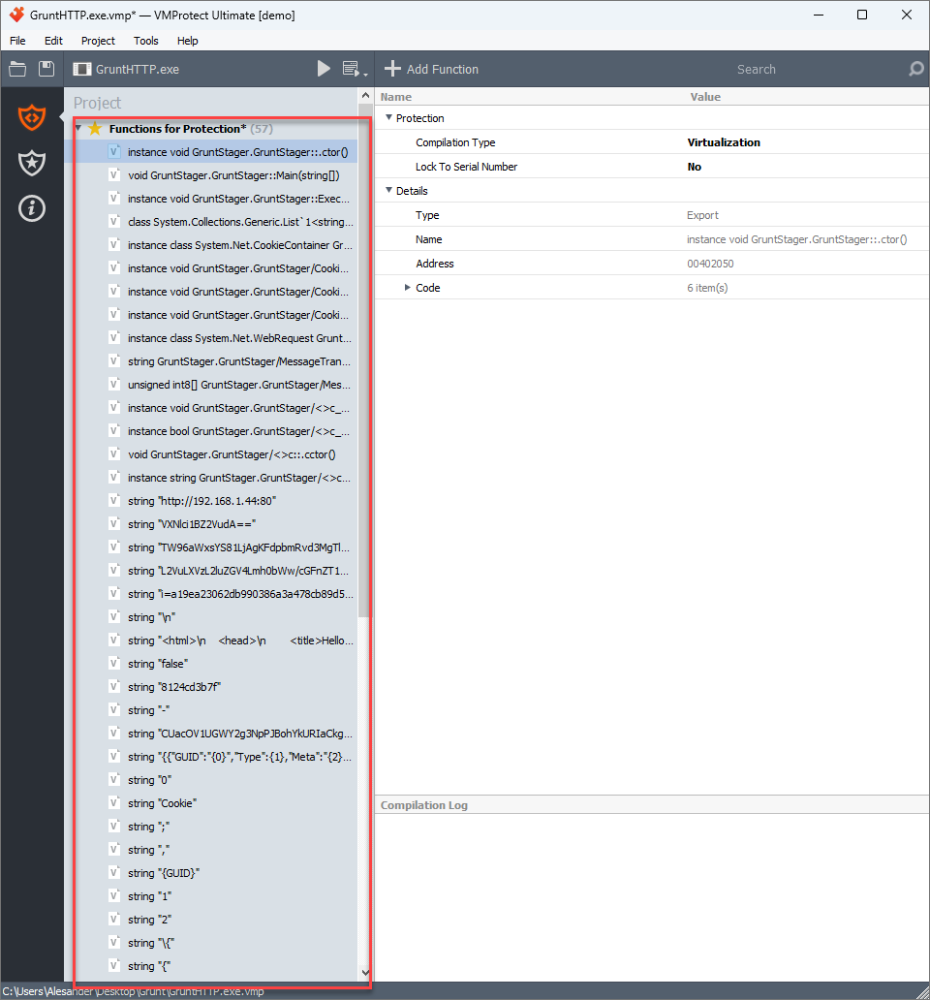 GruntHTTP.exe.vmp* — VMProtect Ultimate [demo]
File Edit Project Tools Help
GruntHTTP.exe
Add Function
Search
Project
Functions for Protection* (57)
instance void GruntStager.GruntStager::.ctor()
void GruntStager.GruntStager::Main(string[])
instance void GruntStager.GruntStager::Exec...
class System.Collections.Generic.List`1<string...
instance class System.Net.CookieContainer Gr...
instance void GruntStager.GruntStager/Cooki...
instance void GruntStager.GruntStager/Cooki...
instance void GruntStager.GruntStager/Cooki...
instance class System.Net.WebRequest Grunt...
string GruntStager.GruntStager/MessageTran...
unsigned int8[] GruntStager.GruntStager/Mes...
instance void GruntStager.GruntStager/<>c_...
instance bool GruntStager.GruntStager/<>c_...
void GruntStager.GruntStager/<>c::.cctor()
instance string GruntStager.GruntStager/<>c...
string "http://192.168.1.44:80"
string "VXNlci1BZ2VudA=="
string "TW96aWxsYS81LjAgKFdpbmRvd3MgTl...
string "L2VuLXVzL2luZGV4Lmh0bWw/cGFnZT1...
string "i=a19ea23062db990386a3a478cb89d5...
string "\n"
string "<html>\n <head>\n <title>Hello...
string "false"
string "8124cd3b7f"
string "-"
string "CUacOV1UGWY2g3NpPJBohYkURIaCkg...
string "{{"GUID":"{0}","Type":{1},"Meta":"{2}...
string "0"
string "Cookie"
string ";"
string ","
string "{GUID}"
string "1"
string "2"
string "\{"
string "{"
Name Value
Protection
Compilation Type Virtualization
Lock To Serial Number No
Details
Type Export
Name instance void GruntStager.GruntStager::.ctor()
Address 00402050
Code 6 item(s)
Compilation Log
C:\Users\Alesander\Desktop\Grunt\GruntHTTP.exe.vmp